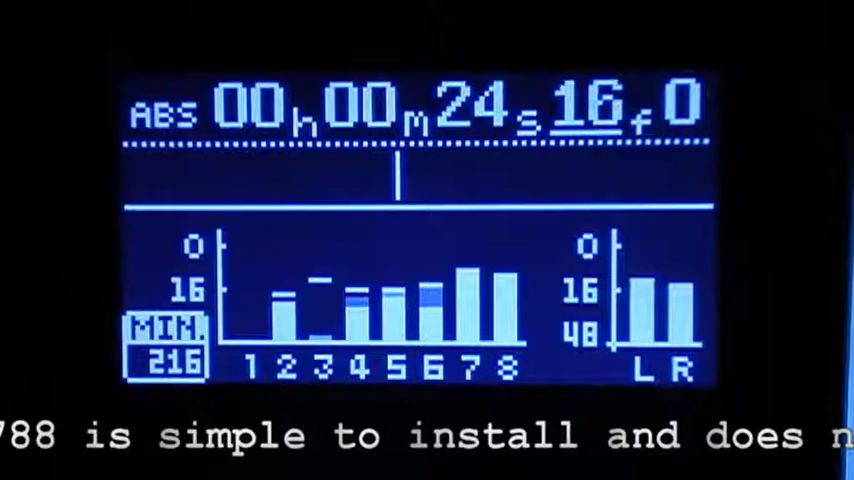 ABS 00h00m24s16f0
0 0
16 16
MIN. 48
216 1 2 3 4 5 6 7 8 L R
788 is simple to install and does n